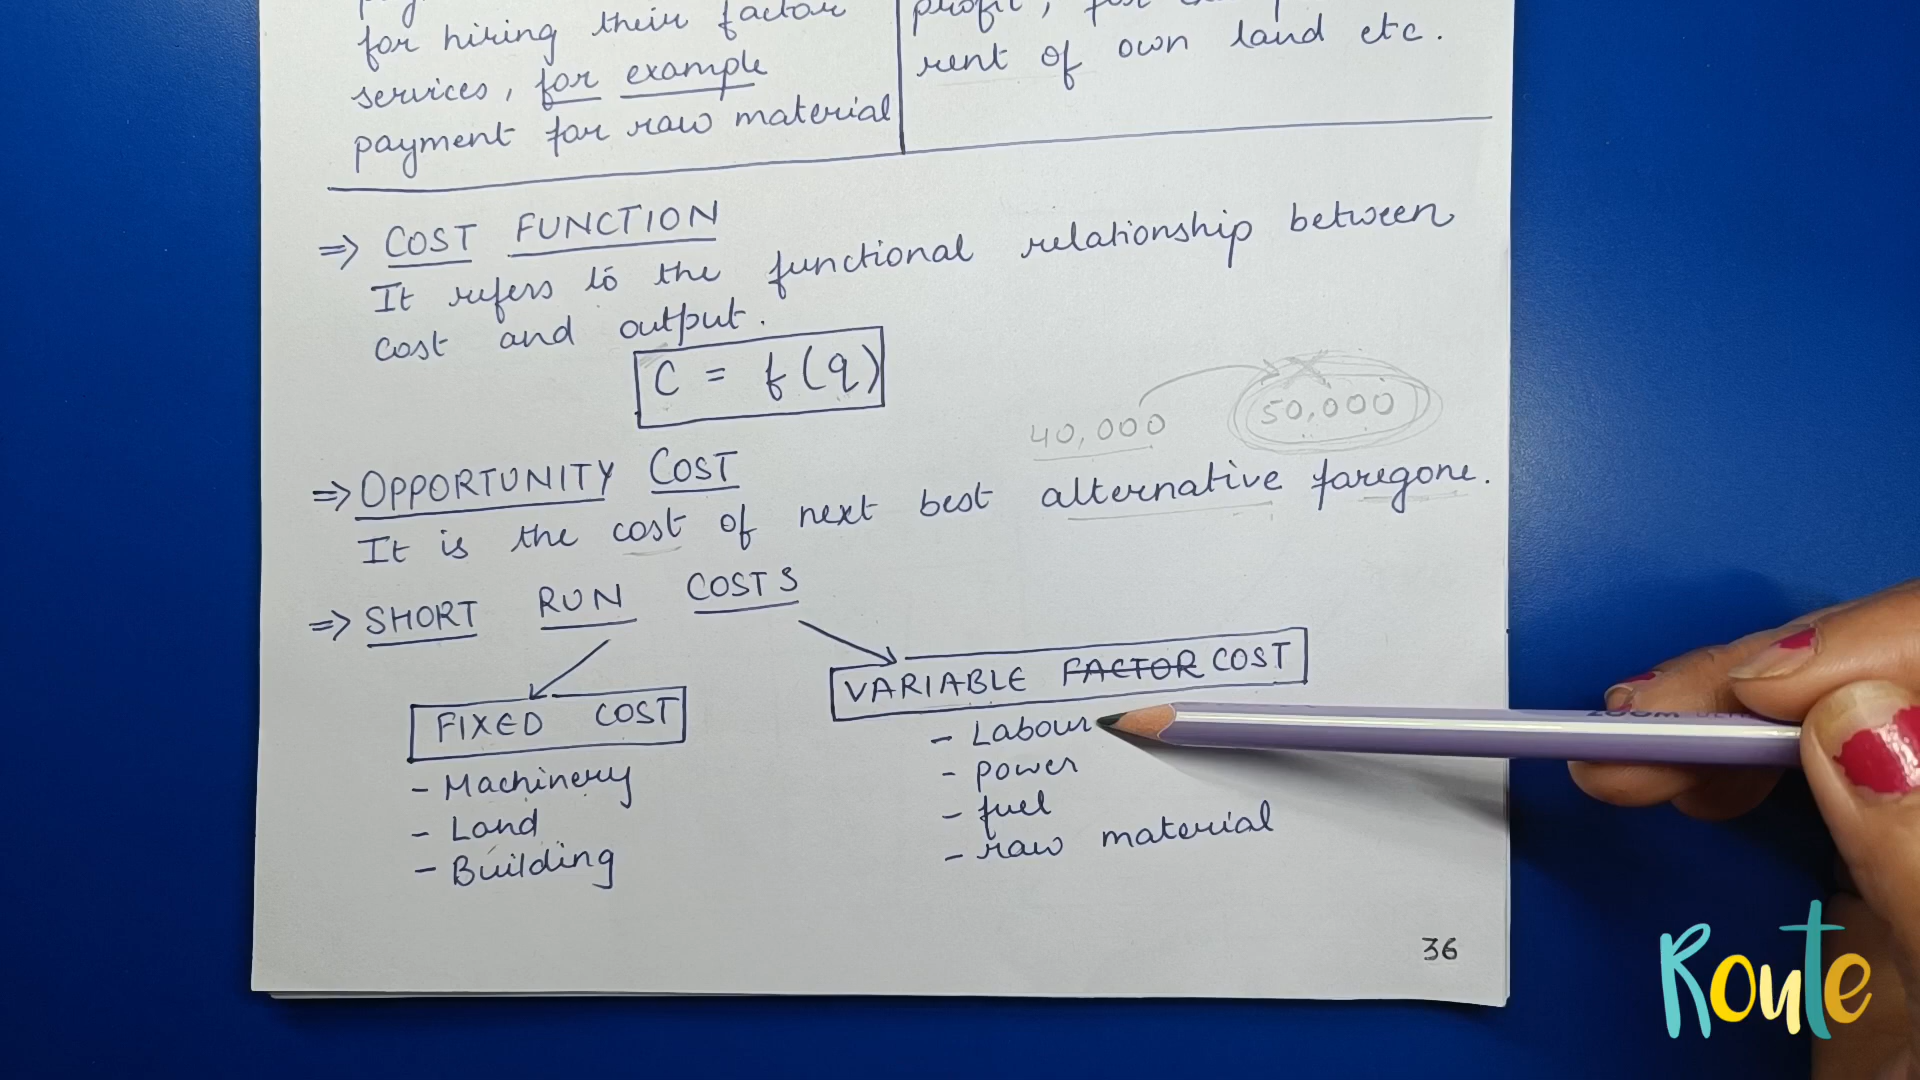 for hiring their factor
services, for example
payment for raw material
profit, for
rent of own land etc.
⇒ COST FUNCTION
It refers to the functional relationship between
cost and output.
C = f(q)
40,000 50,000
⇒ OPPORTUNITY COST
It is the cost of next best alternative foregone.
⇒ SHORT RUN COSTS
FIXED COST
- Machinery
- Land
- Building
VARIABLE FACTOR COST
- Labour
- power
- fuel
- raw material
36
ZOOM
Route